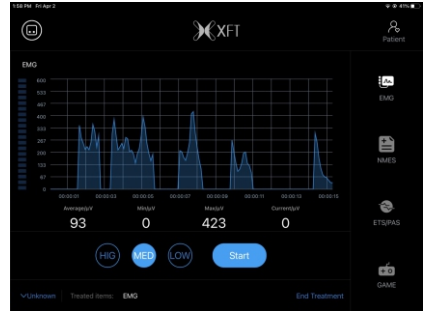 1:59 PM Fri Apr 2
41%
XFT
Patient
EMG
600
533
467
400
333
267
200
133
67
0
00:00:01 00:00:03 00:00:05 00:00:07 00:00:09 00:00:11 00:00:13 00:00:15
Average/μV Min/μV Max/μV Current/μV
93 0 423 0
HIG MED LOW Start
Unknown Treated items: EMG End Treatment
EMG
NMES
ETS/PAS
GAME